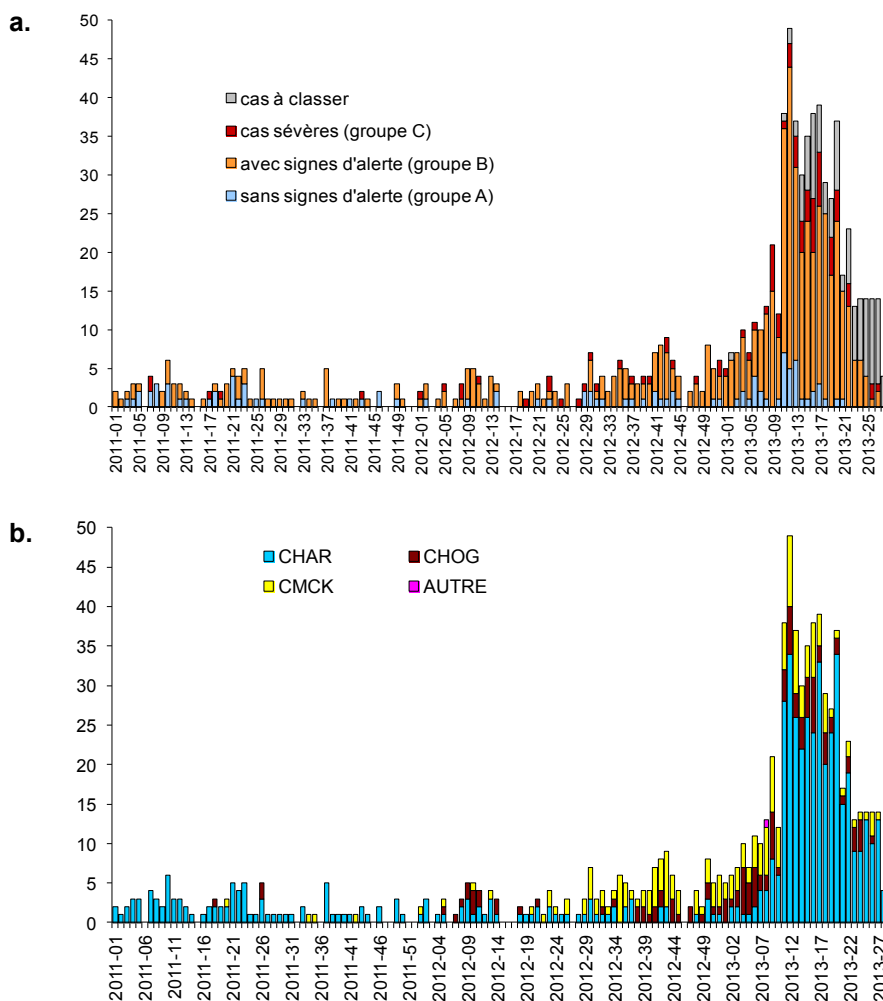 a.
50
45
40
35
30
25
20
15
10
5
0
cas à classer
cas sévères (groupe C)
avec signes d'alerte (groupe B)
sans signes d'alerte (groupe A)
2011-01 2011-05 2011-09 2011-13 2011-17 2011-21 2011-25 2011-29 2011-33 2011-37 2011-41 2011-45 2011-49 2012-01 2012-05 2012-09 2012-13 2012-17 2012-21 2012-25 2012-29 2012-33 2012-37 2012-41 2012-45 2012-49 2013-01 2013-05 2013-09 2013-13 2013-17 2013-21 2013-25
b.
50
45
40
35
30
25
20
15
10
5
0
CHAR CHOG
CMCK AUTRE
2011-01 2011-06 2011-11 2011-16 2011-21 2011-26 2011-31 2011-36 2011-41 2011-46 2011-51 2012-04 2012-09 2012-14 2012-19 2012-24 2012-29 2012-34 2012-39 2012-44 2012-49 2013-02 2013-07 2013-12 2013-17 2013-22 2013-27